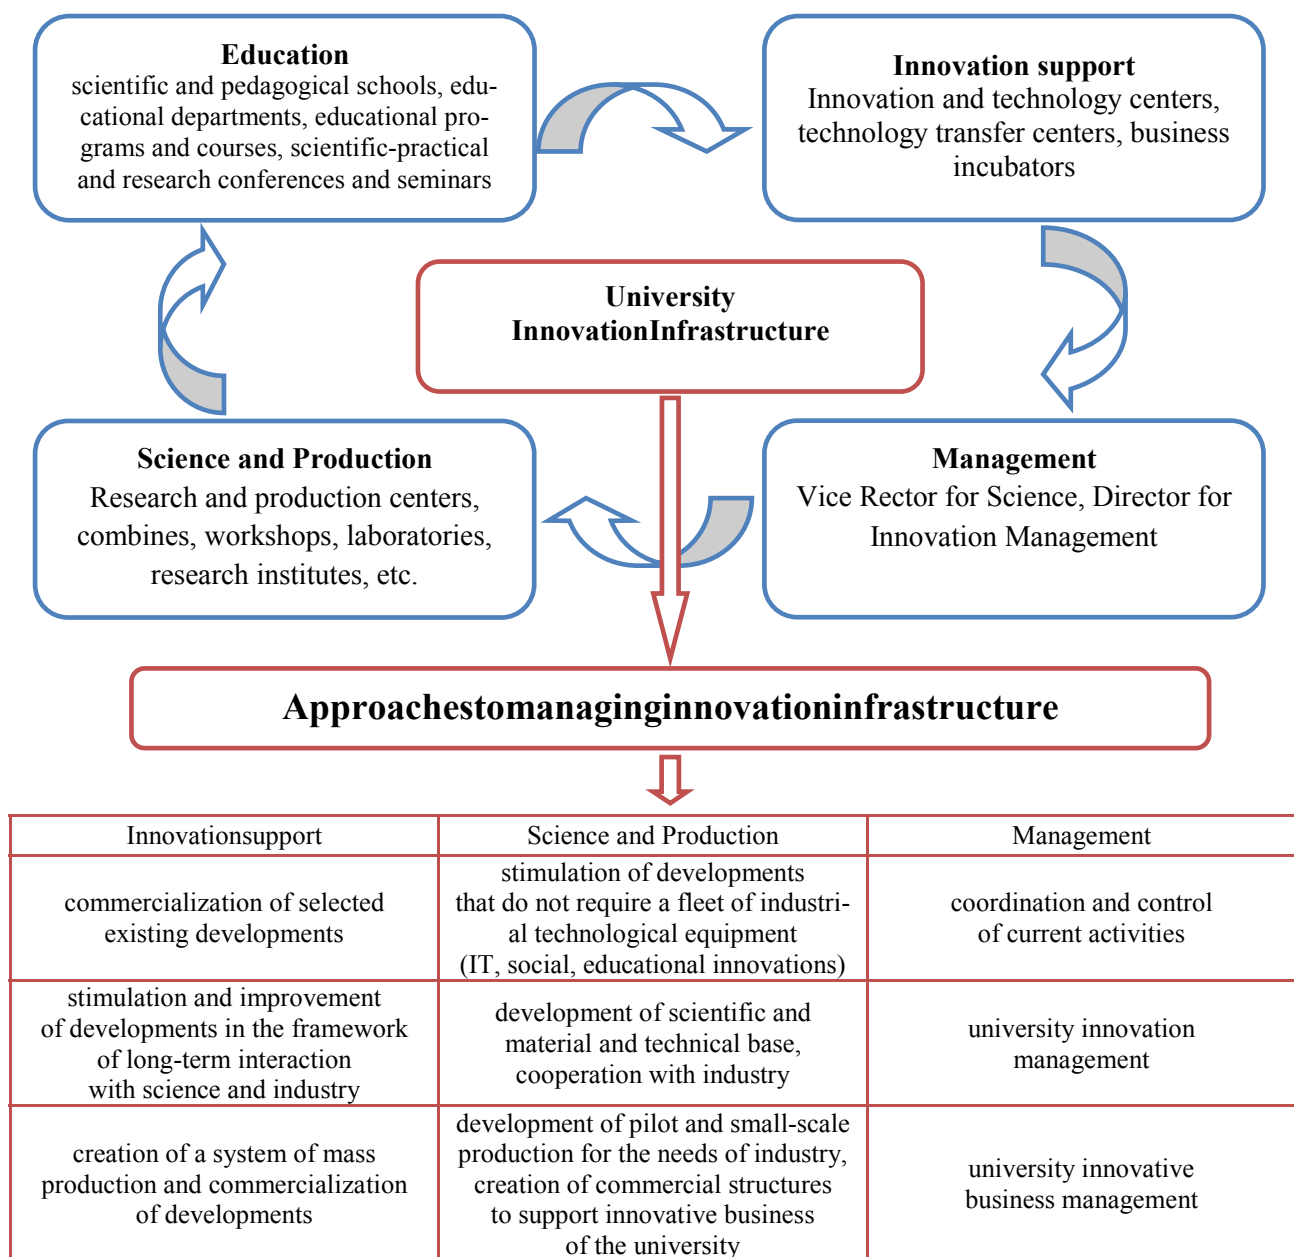 Education
scientific and pedagogical schools, edu-
cational departments, educational pro-
grams and courses, scientific-practical
and research conferences and seminars
Innovation support
Innovation and technology centers,
technology transfer centers, business
incubators
University
InnovationInfrastructure
Science and Production
Research and production centers,
combines, workshops, laboratories,
research institutes, etc.
Management
Vice Rector for Science, Director for
Innovation Management
Approachestomanaginginnovationinfrastructure
Innovationsupport
Science and Production
Management
commercialization of selected
existing developments
stimulation of developments
that do not require a fleet of industri-
al technological equipment
(IT, social, educational innovations)
coordination and control
of current activities
stimulation and improvement
of developments in the framework
of long-term interaction
with science and industry
development of scientific and
material and technical base,
cooperation with industry
university innovation
management
creation of a system of mass
production and commercialization
of developments
development of pilot and small-scale
production for the needs of industry,
creation of commercial structures
to support innovative business
of the university
university innovative
business management